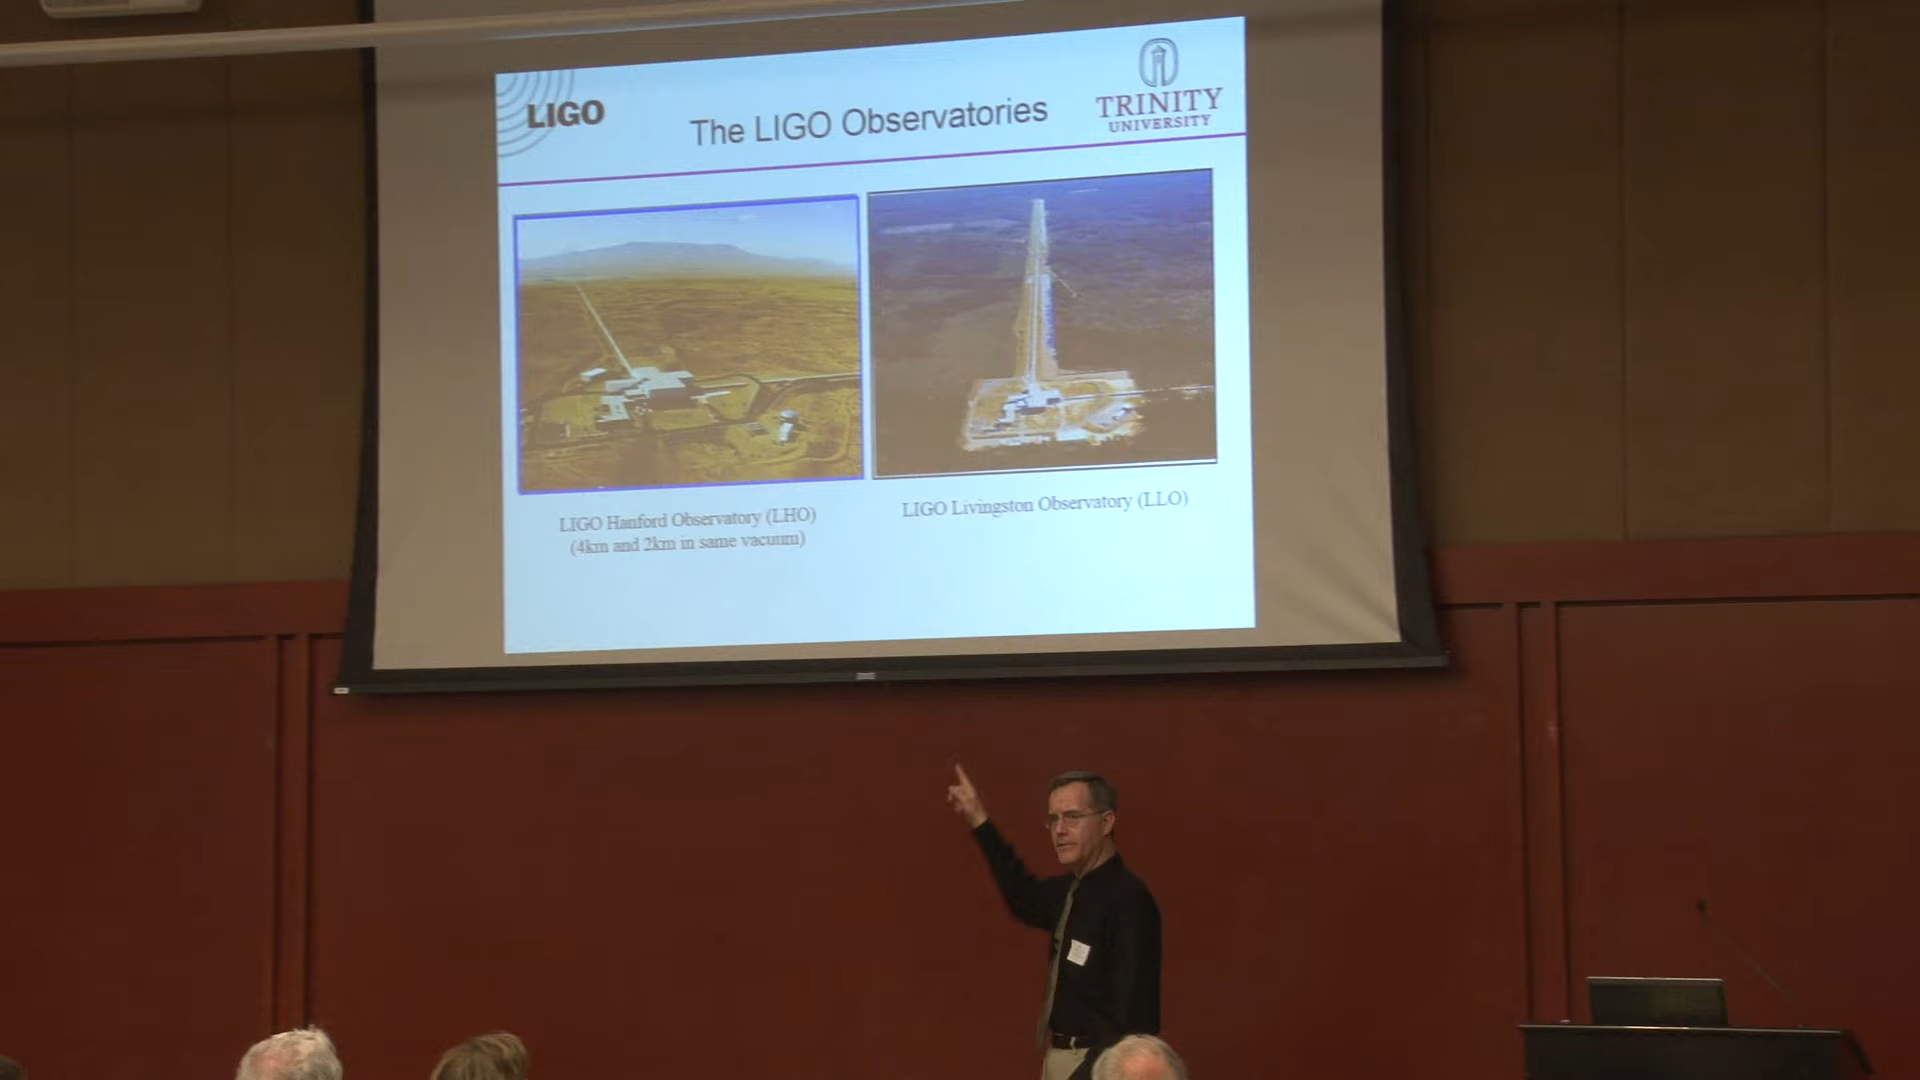 LIGO
The LIGO Observatories
TRINITY
UNIVERSITY
LIGO Hanford Observatory (LHO)
(4km and 2km in same vacuum)
LIGO Livingston Observatory (LLO)